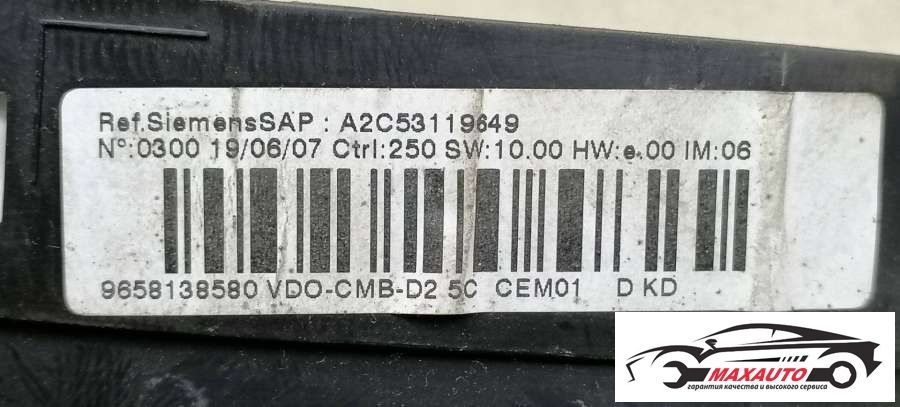 Ref.SiemensSAP : A2C53119649
Nº:0300 19/06/07 Ctrl:250 SW:10.00 HW:e.00 IM:06
9658138580 VDO-CMB-D2 5C CEM01 D KD
MAXAUTO
гарантия качества и высокого сервиса